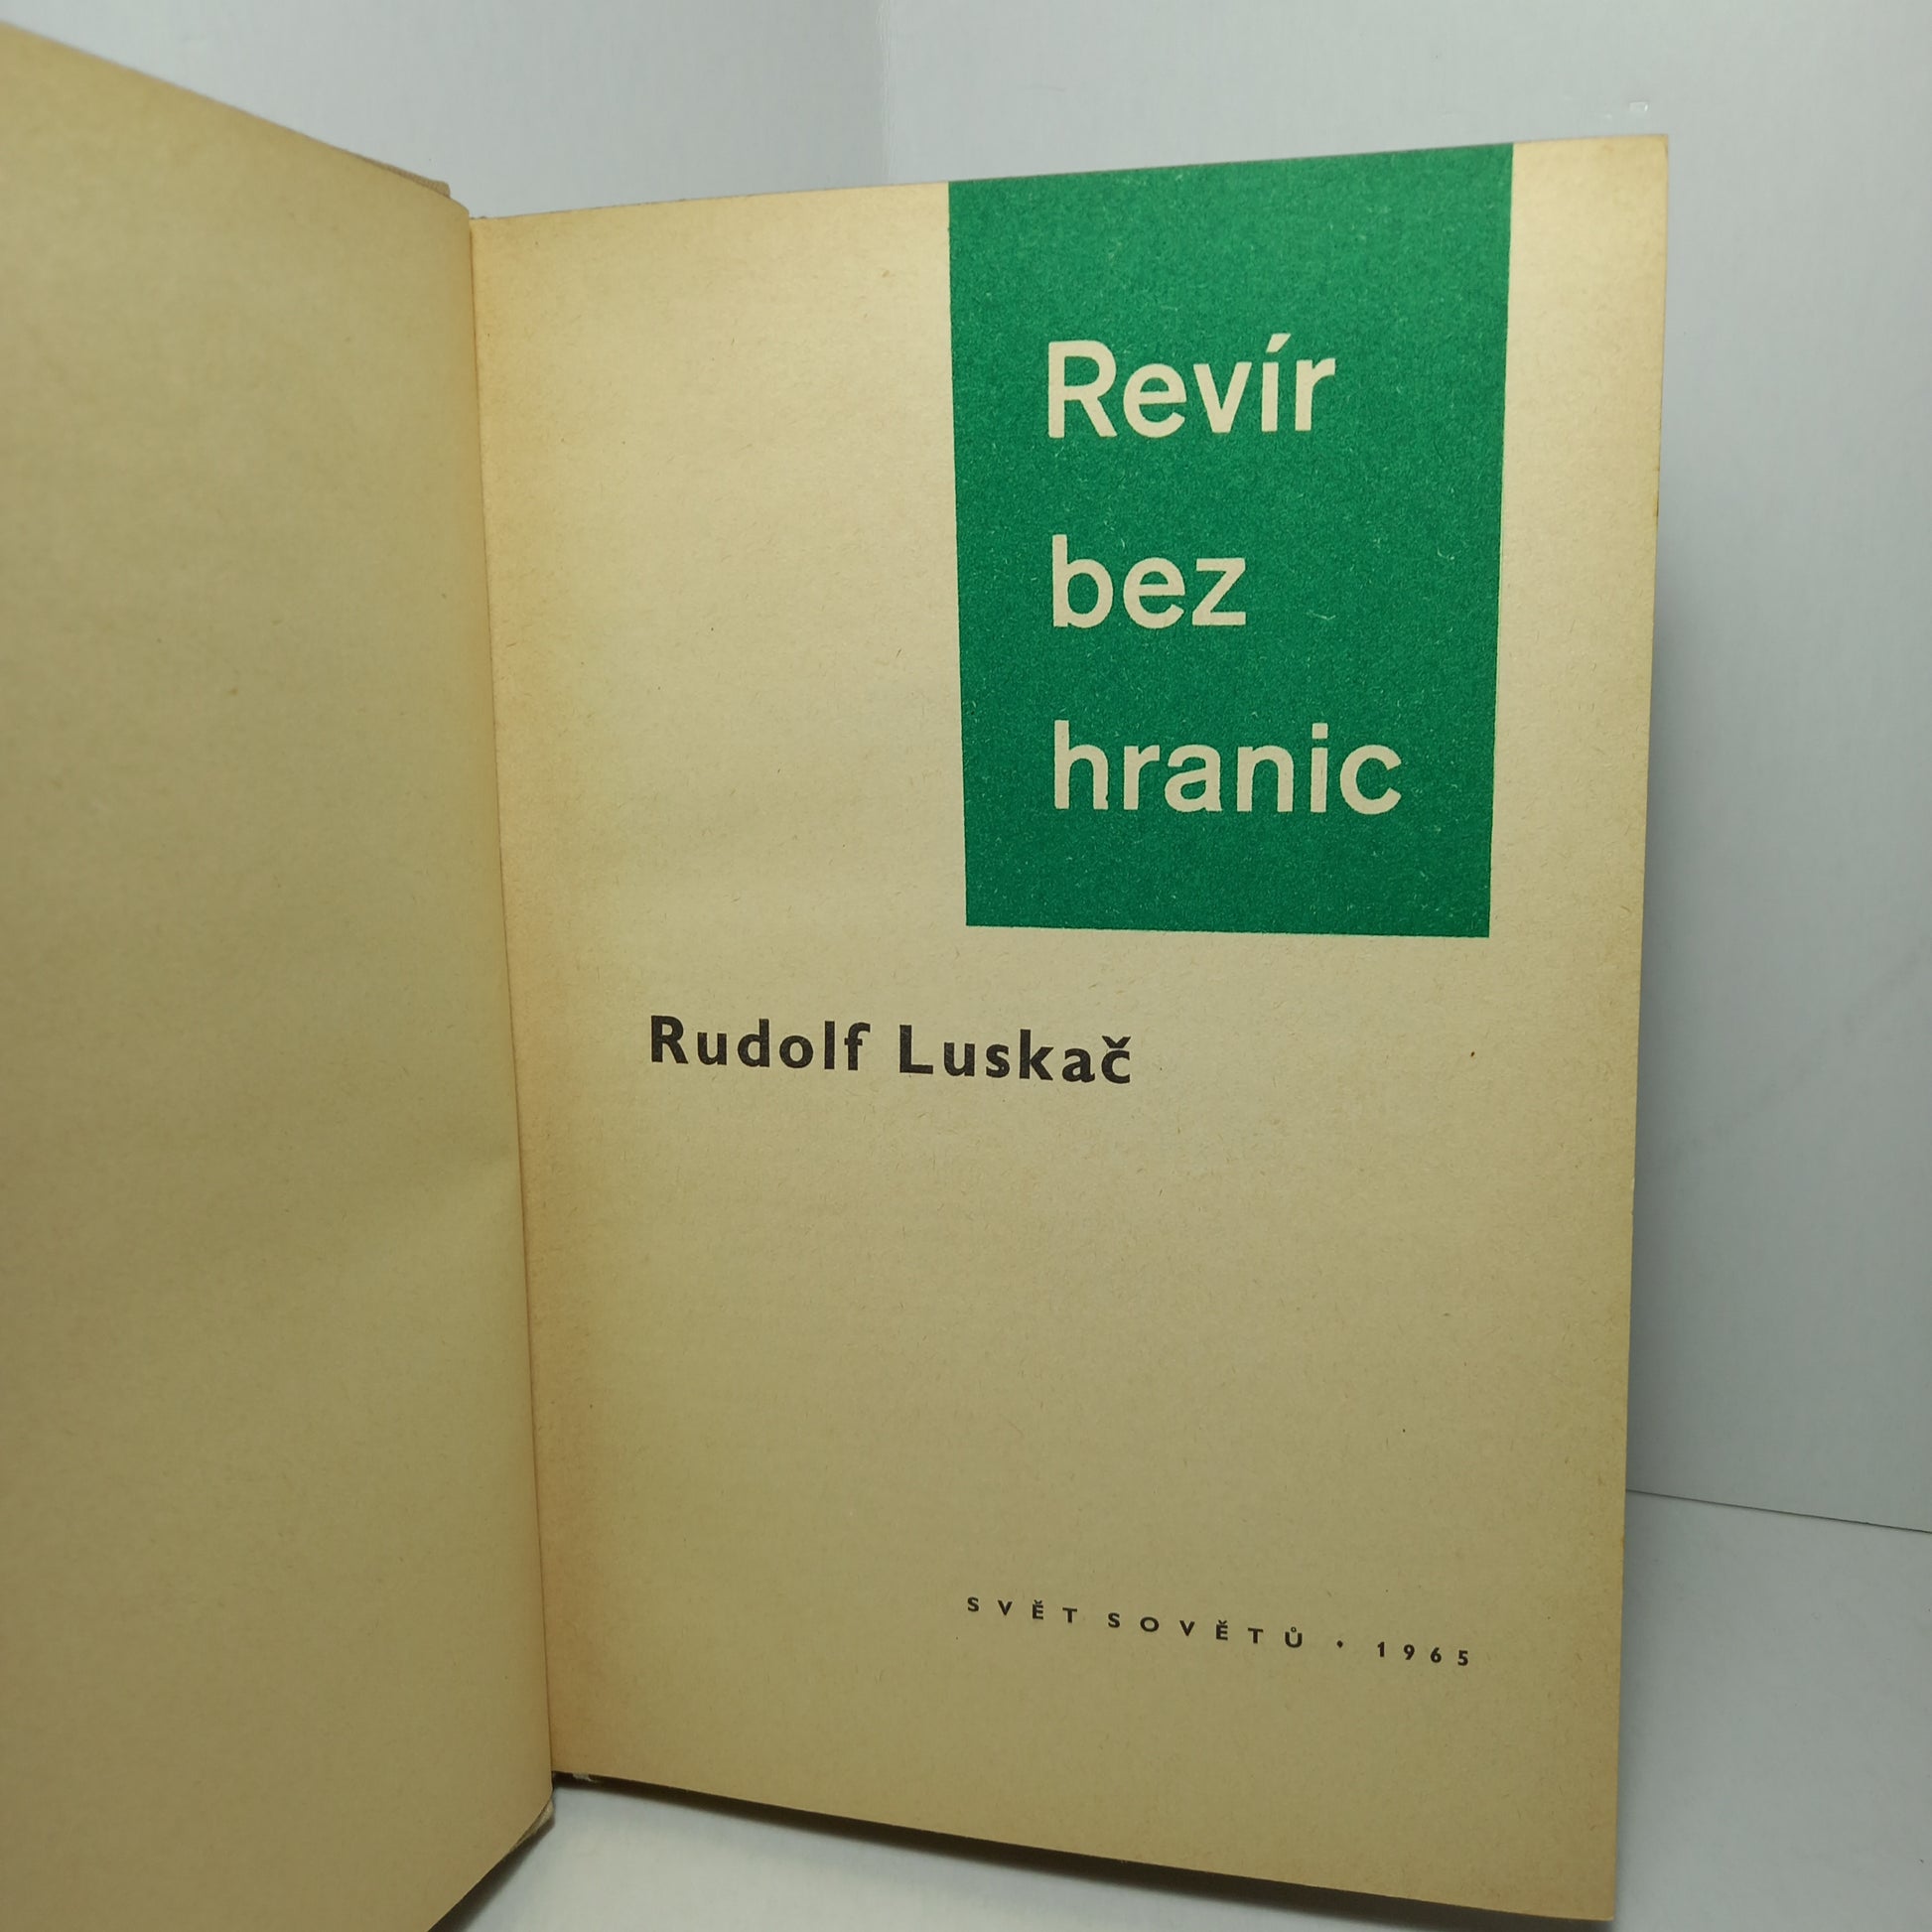 Revír
bez
hranic
Rudolf Luskač
SVĚT SOVĚTŮ • 1965